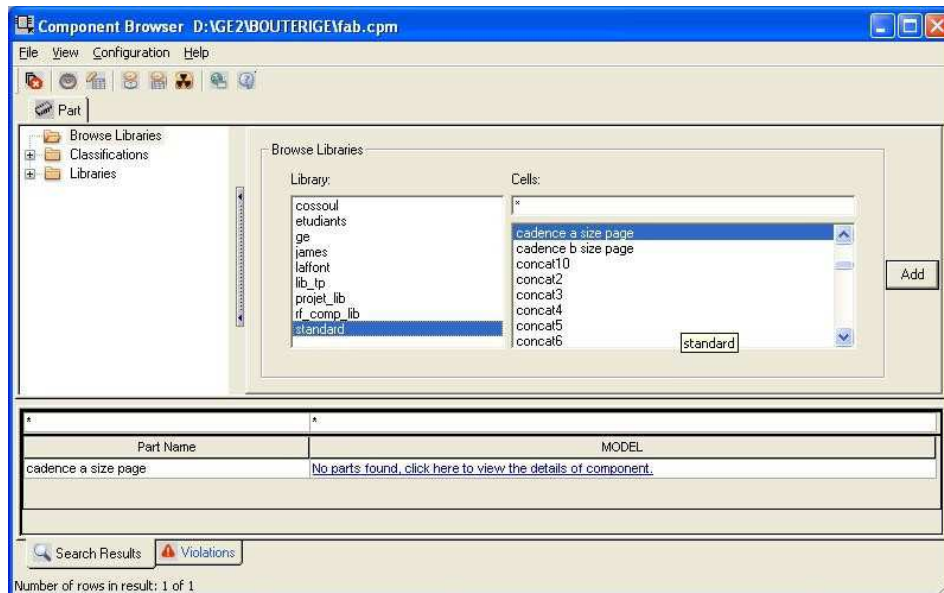 Component Browser D:\GE2\BOUTERIGE\fab.cpm
File View Configuration Help
Part
Browse Libraries
Classifications
Libraries
Browse Libraries
Library:
cossoul
etudiants
ge
james
laffont
lib_tp
projet_lib
rf_comp_lib
standard
Cells:
*
cadence a size page
cadence b size page
concat10
concat2
concat3
concat4
concat5
concat6
standard
Add
* *
Part Name MODEL
cadence a size page No parts found, click here to view the details of component.
Search Results Violations
Number of rows in result: 1 of 1